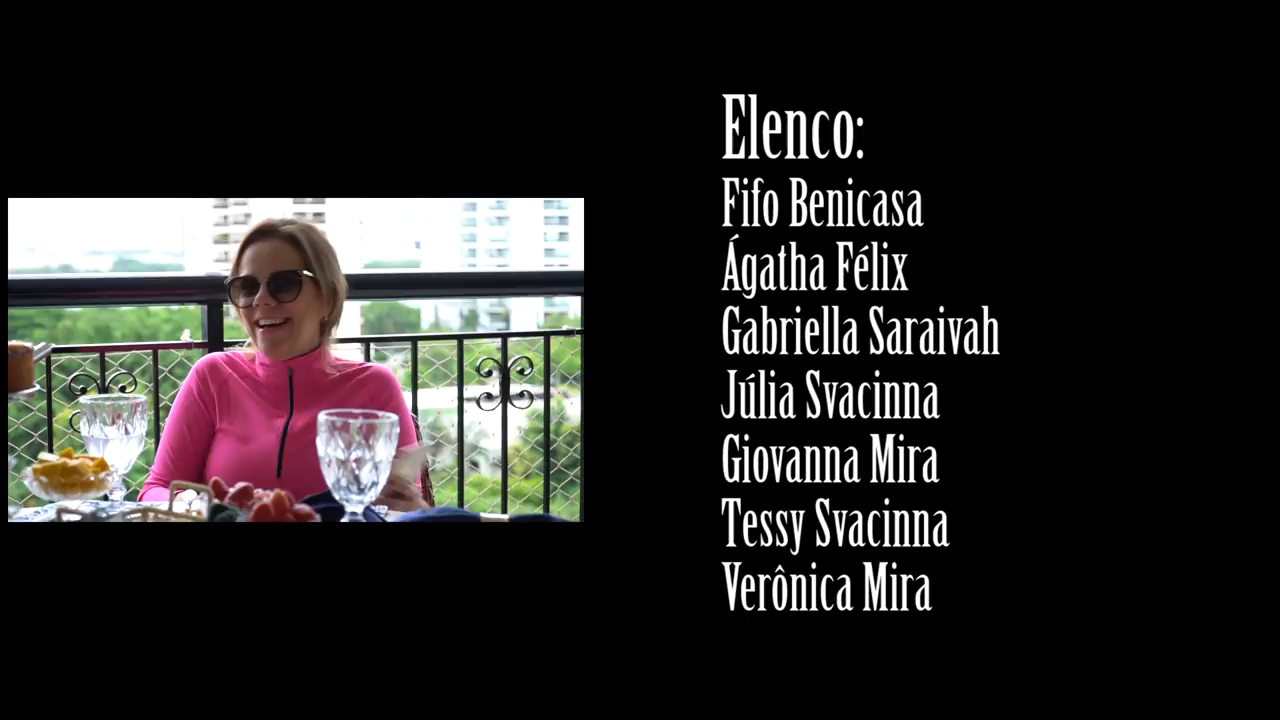 Elenco:
Fifo Benicasa
Ágatha Félix
Gabriella Saraivah
Júlia Svacinna
Giovanna Mira
Tessy Svacinna
Verônica Mira